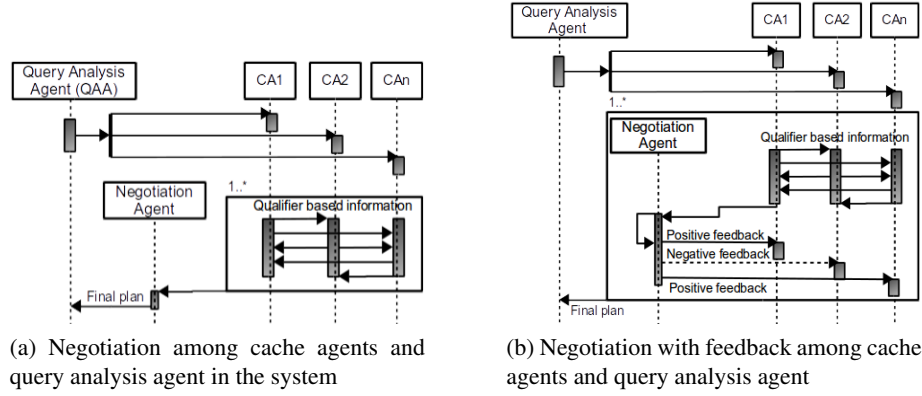 Query Analysis
Agent (QAA)
CA1
CA2
CAn
Negotiation
Agent
1..*
Qualifier based information
Final plan
(a) Negotiation among cache agents and
query analysis agent in the system
Query Analysis
Agent
CA1
CA2
CAn
1..*
Negotiation
Agent
Qualifier based information
Positive feedback
Negative feedback
Positive feedback
Final plan
(b) Negotiation with feedback among cache
agents and query analysis agent